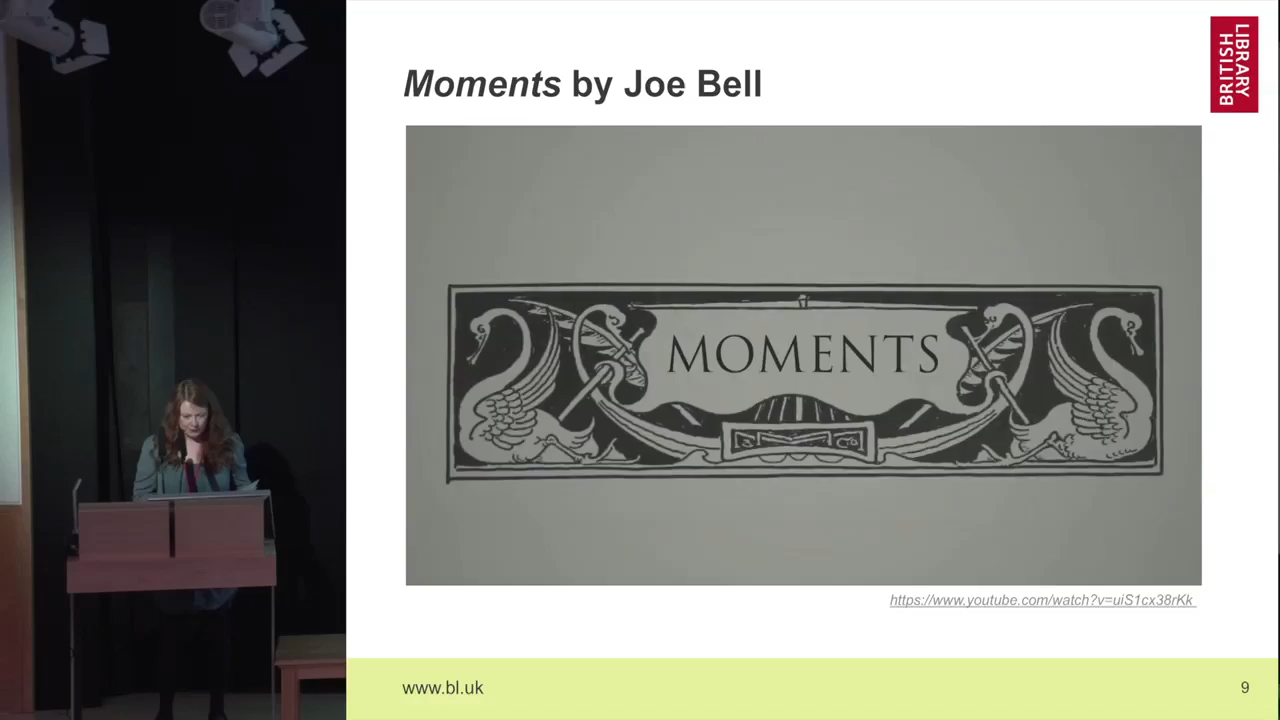 Moments by Joe Bell
BRITISH
LIBRARY
MOMENTS
https://www.youtube.com/watch?v=uiS1cx38rKk
www.bl.uk
9